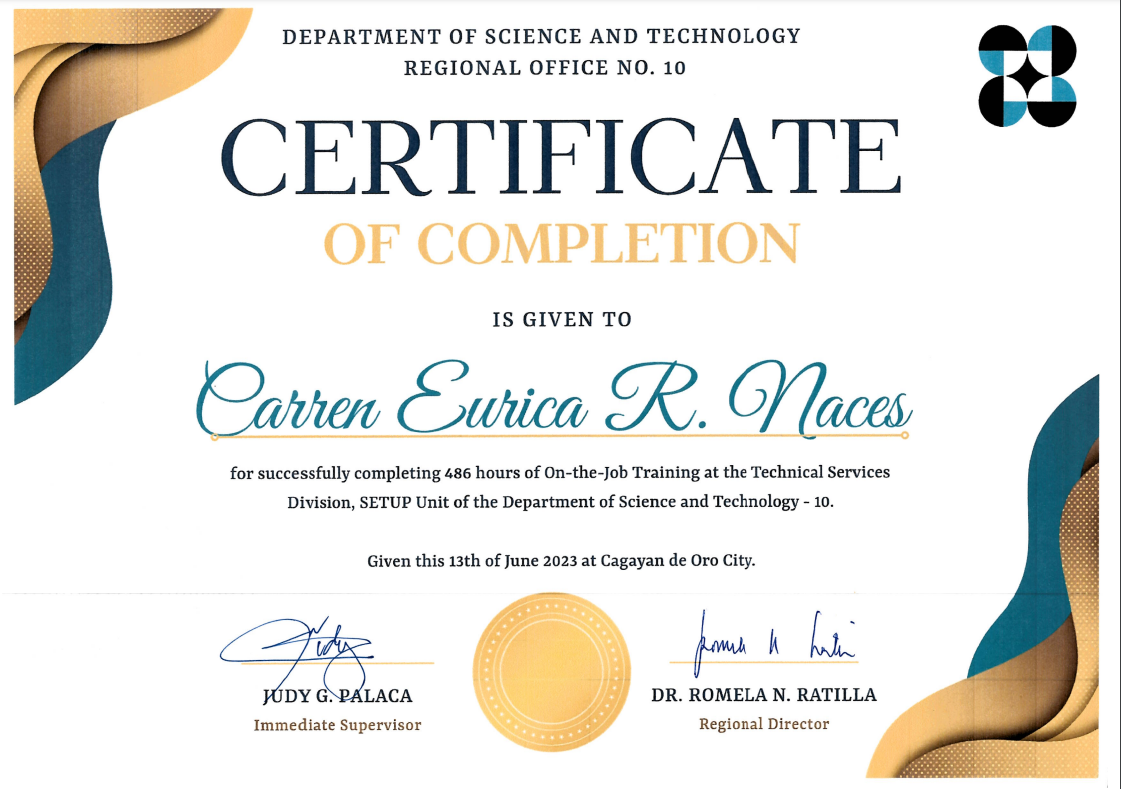 DEPARTMENT OF SCIENCE AND TECHNOLOGY
REGIONAL OFFICE NO. 10
CERTIFICATE
OF COMPLETION
IS GIVEN TO
Carren Eurica R. Naces
for successfully completing 486 hours of On-the-Job Training at the Technical Services
Division, SETUP Unit of the Department of Science and Technology - 10.
Given this 13th of June 2023 at Cagayan de Oro City.
JUDY G. PALACA
Immediate Supervisor
DR. ROMELA N. RATILLA
Regional Director